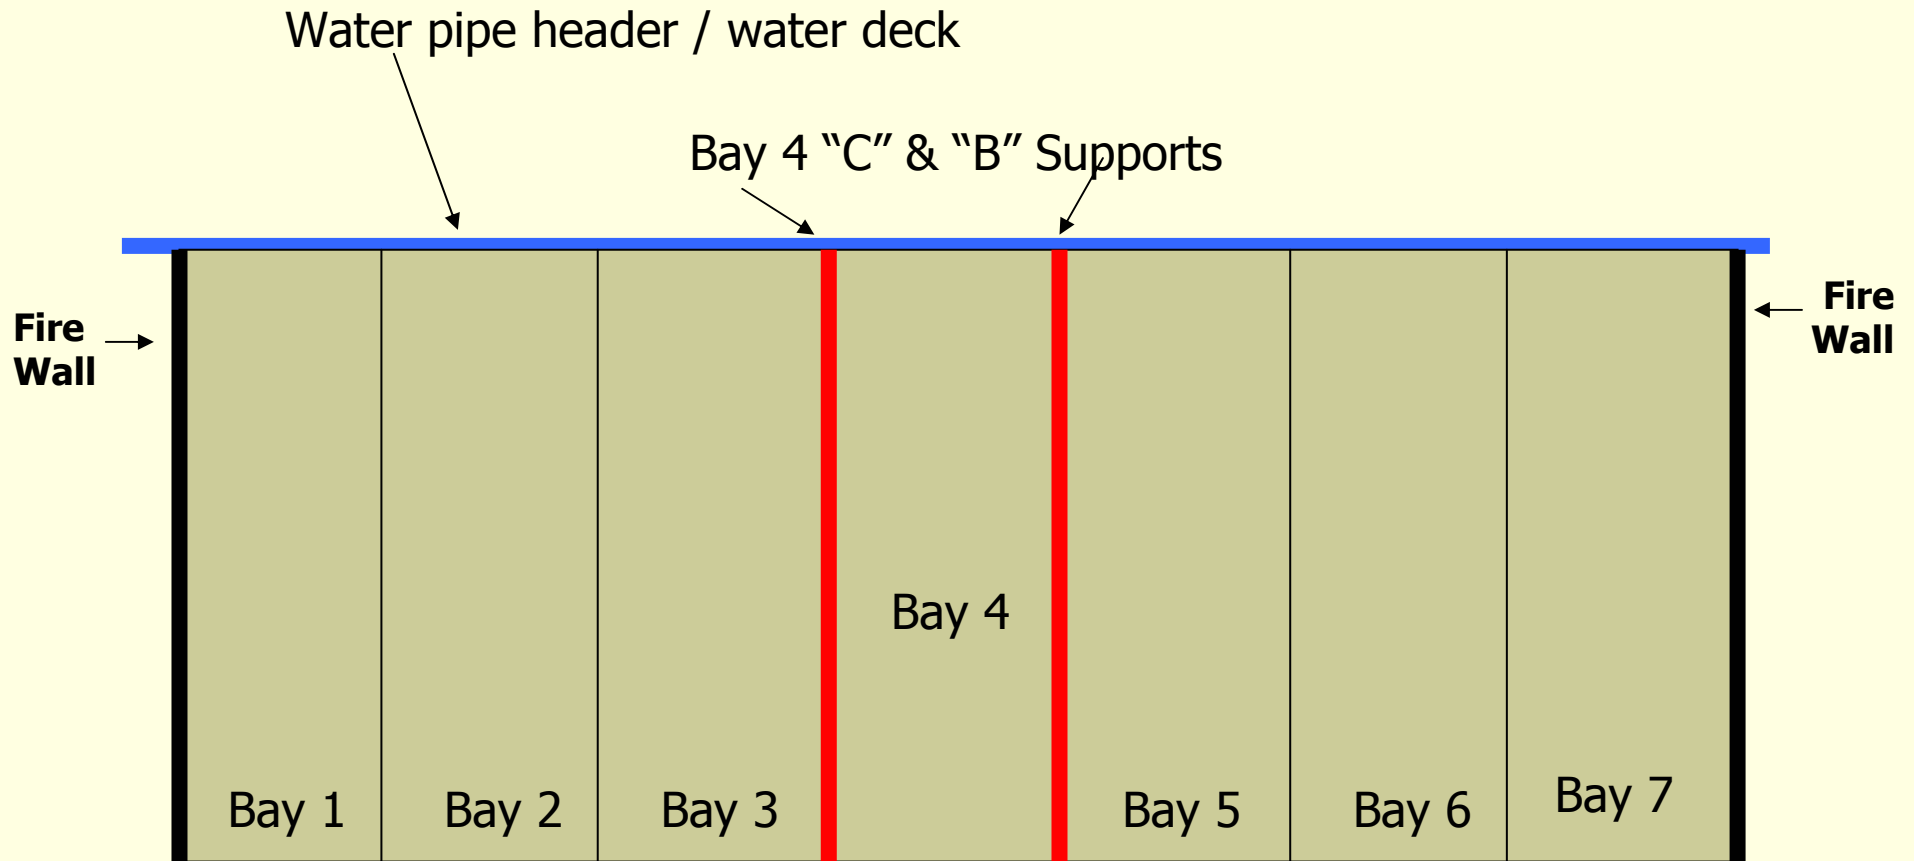 Water pipe header / water deck
Bay 4 “C” & “B” Supports
Fire
Wall
Fire
Wall
Bay 4
Bay 1
Bay 2
Bay 3
Bay 5
Bay 6
Bay 7